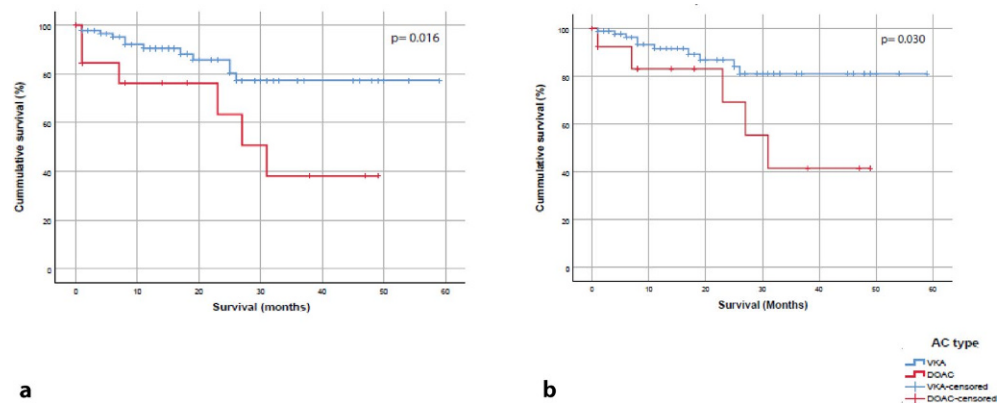 p= 0.016
Cummulative survival (%)
100
80
60
40
20
0
0 10 20 30 40 50 60
Survival (months)
a
p= 0.030
Cummulative survival (%)
100
80
60
40
20
0
0 10 20 30 40 50 60
Survival (Months)
b
AC type
VKA
DOAC
VKA-censored
DOAC-censored